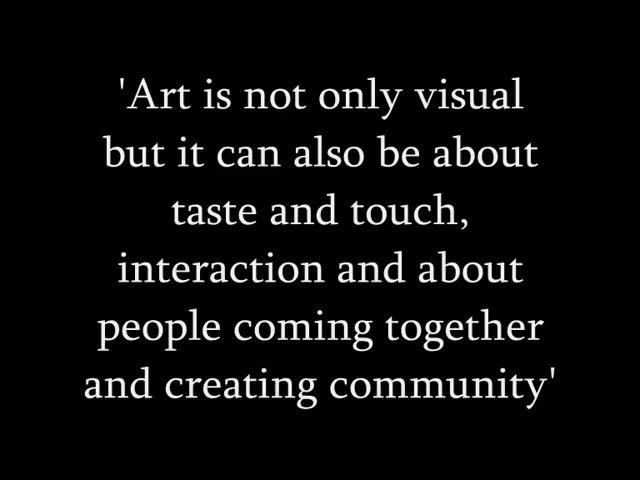 'Art is not only visual
but it can also be about
taste and touch,
interaction and about
people coming together
and creating community'